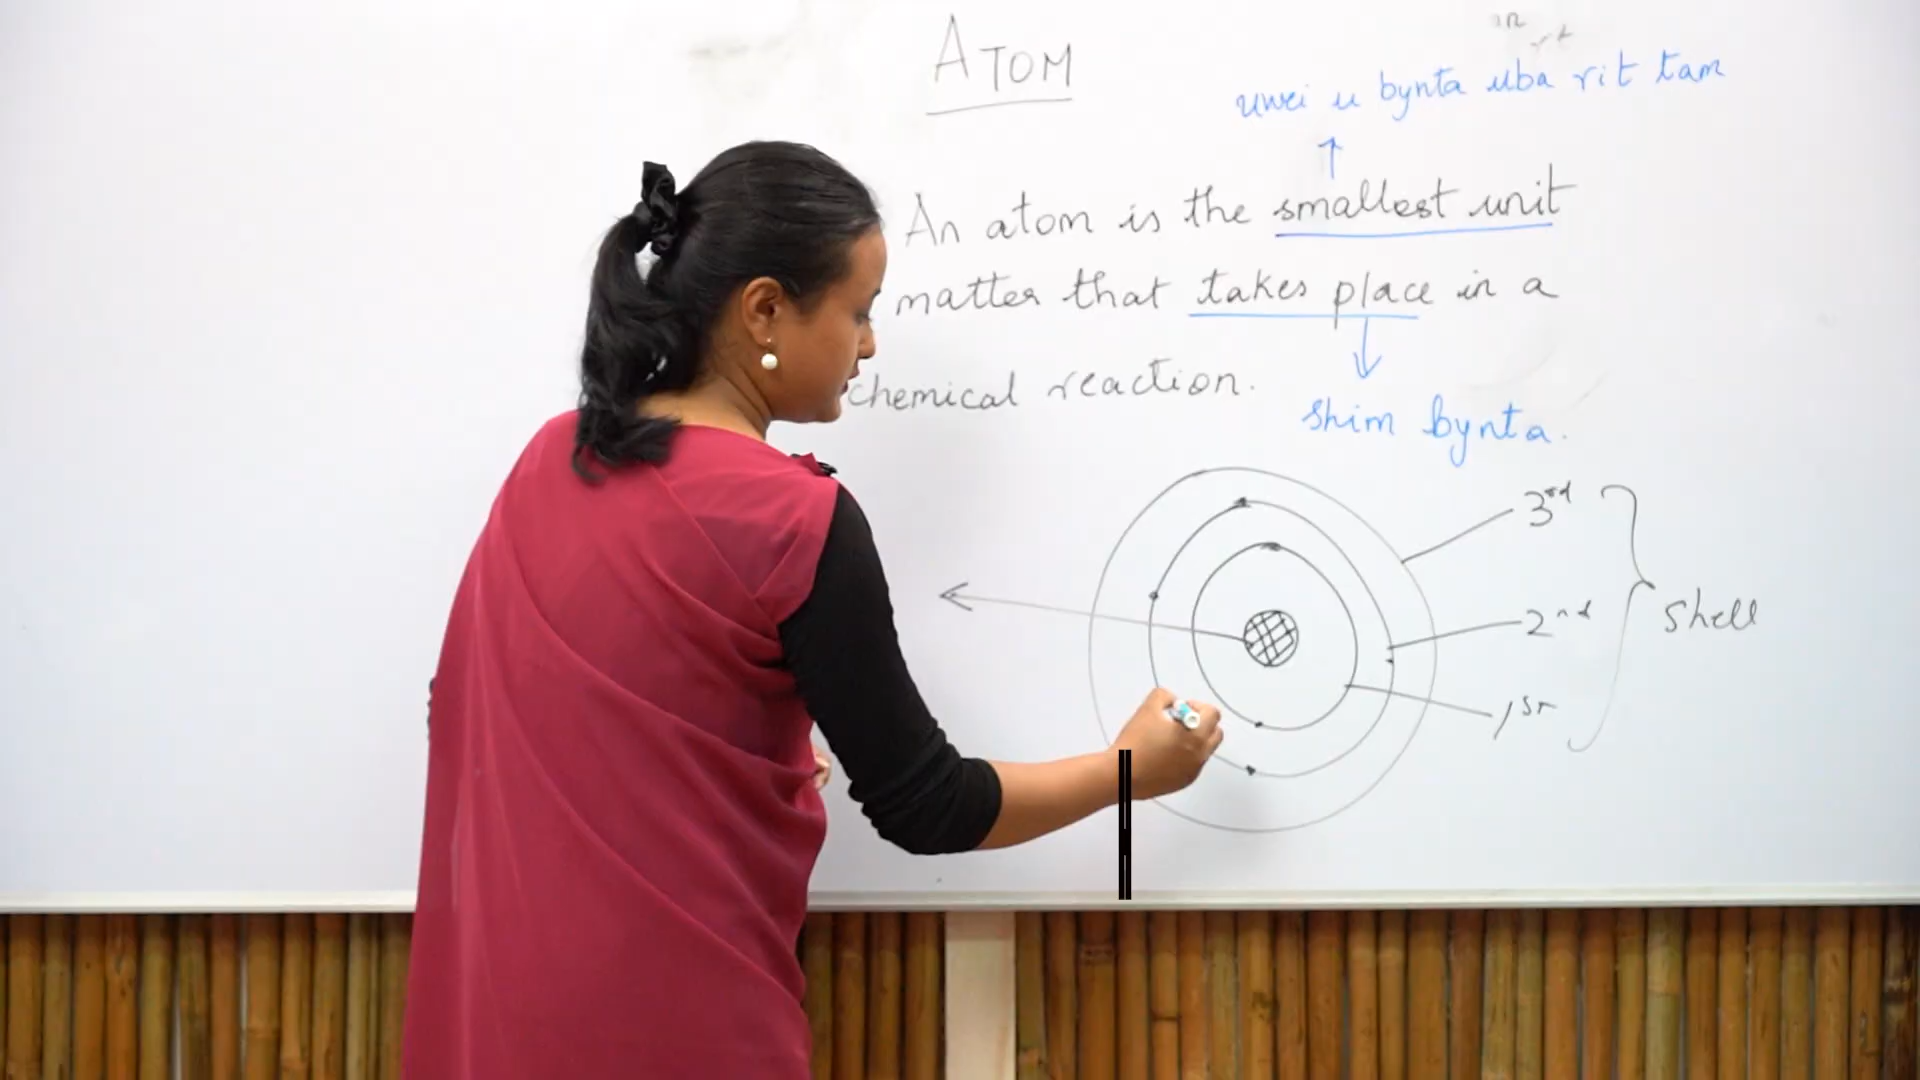 ATOM
uwei u bynta uba rit tam
An atom is the smallest unit
matter that takes place in a
chemical reaction.
shim bynta.
3rd
2nd
Shell
1st